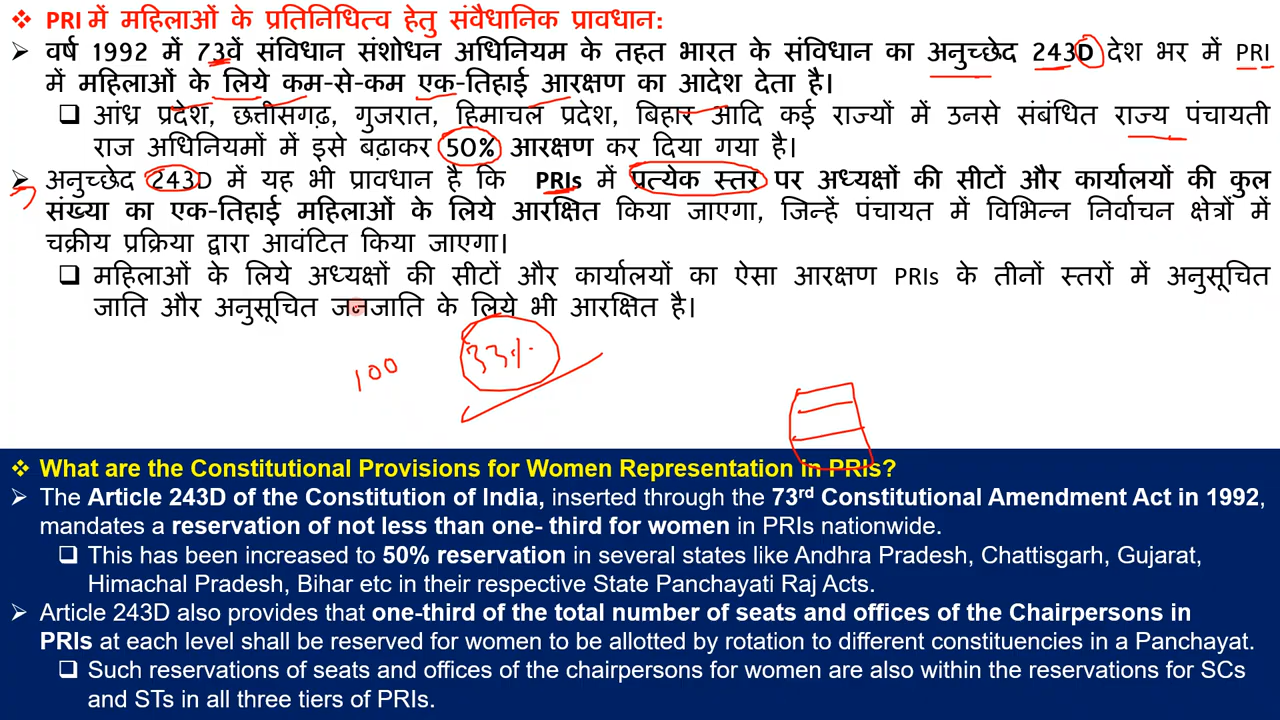 ❖ PRI में महिलाओं के प्रतिनिधित्व हेतु संवैधानिक प्रावधान:
➤ वर्ष 1992 में 73वें संविधान संशोधन अधिनियम के तहत भारत के संविधान का अनुच्छेद 243D देश भर में PRI
में महिलाओं के लिये कम-से-कम एक-तिहाई आरक्षण का आदेश देता है।
❑ आंध्र प्रदेश, छत्तीसगढ़, गुजरात, हिमाचल प्रदेश, बिहार आदि कई राज्यों में उनसे संबंधित राज्य पंचायती
राज अधिनियमों में इसे बढ़ाकर 50% आरक्षण कर दिया गया है।
➤ अनुच्छेद 243D में यह भी प्रावधान है कि PRIs में प्रत्येक स्तर पर अध्यक्षों की सीटों और कार्यालयों की कुल
संख्या का एक-तिहाई महिलाओं के लिये आरक्षित किया जाएगा, जिन्हें पंचायत में विभिन्न निर्वाचन क्षेत्रों में
चक्रीय प्रक्रिया द्वारा आवंटित किया जाएगा।
❑ महिलाओं के लिये अध्यक्षों की सीटों और कार्यालयों का ऐसा आरक्षण PRIs के तीनों स्तरों में अनुसूचित
जाति और अनुसूचित जनजाति के लिये भी आरक्षित है।
100 33%
❖ What are the Constitutional Provisions for Women Representation in PRIs?
➤ The Article 243D of the Constitution of India, inserted through the 73rd Constitutional Amendment Act in 1992,
mandates a reservation of not less than one- third for women in PRIs nationwide.
❑ This has been increased to 50% reservation in several states like Andhra Pradesh, Chattisgarh, Gujarat,
Himachal Pradesh, Bihar etc in their respective State Panchayati Raj Acts.
➤ Article 243D also provides that one-third of the total number of seats and offices of the Chairpersons in
PRIs at each level shall be reserved for women to be allotted by rotation to different constituencies in a Panchayat.
❑ Such reservations of seats and offices of the chairpersons for women are also within the reservations for SCs
and STs in all three tiers of PRIs.